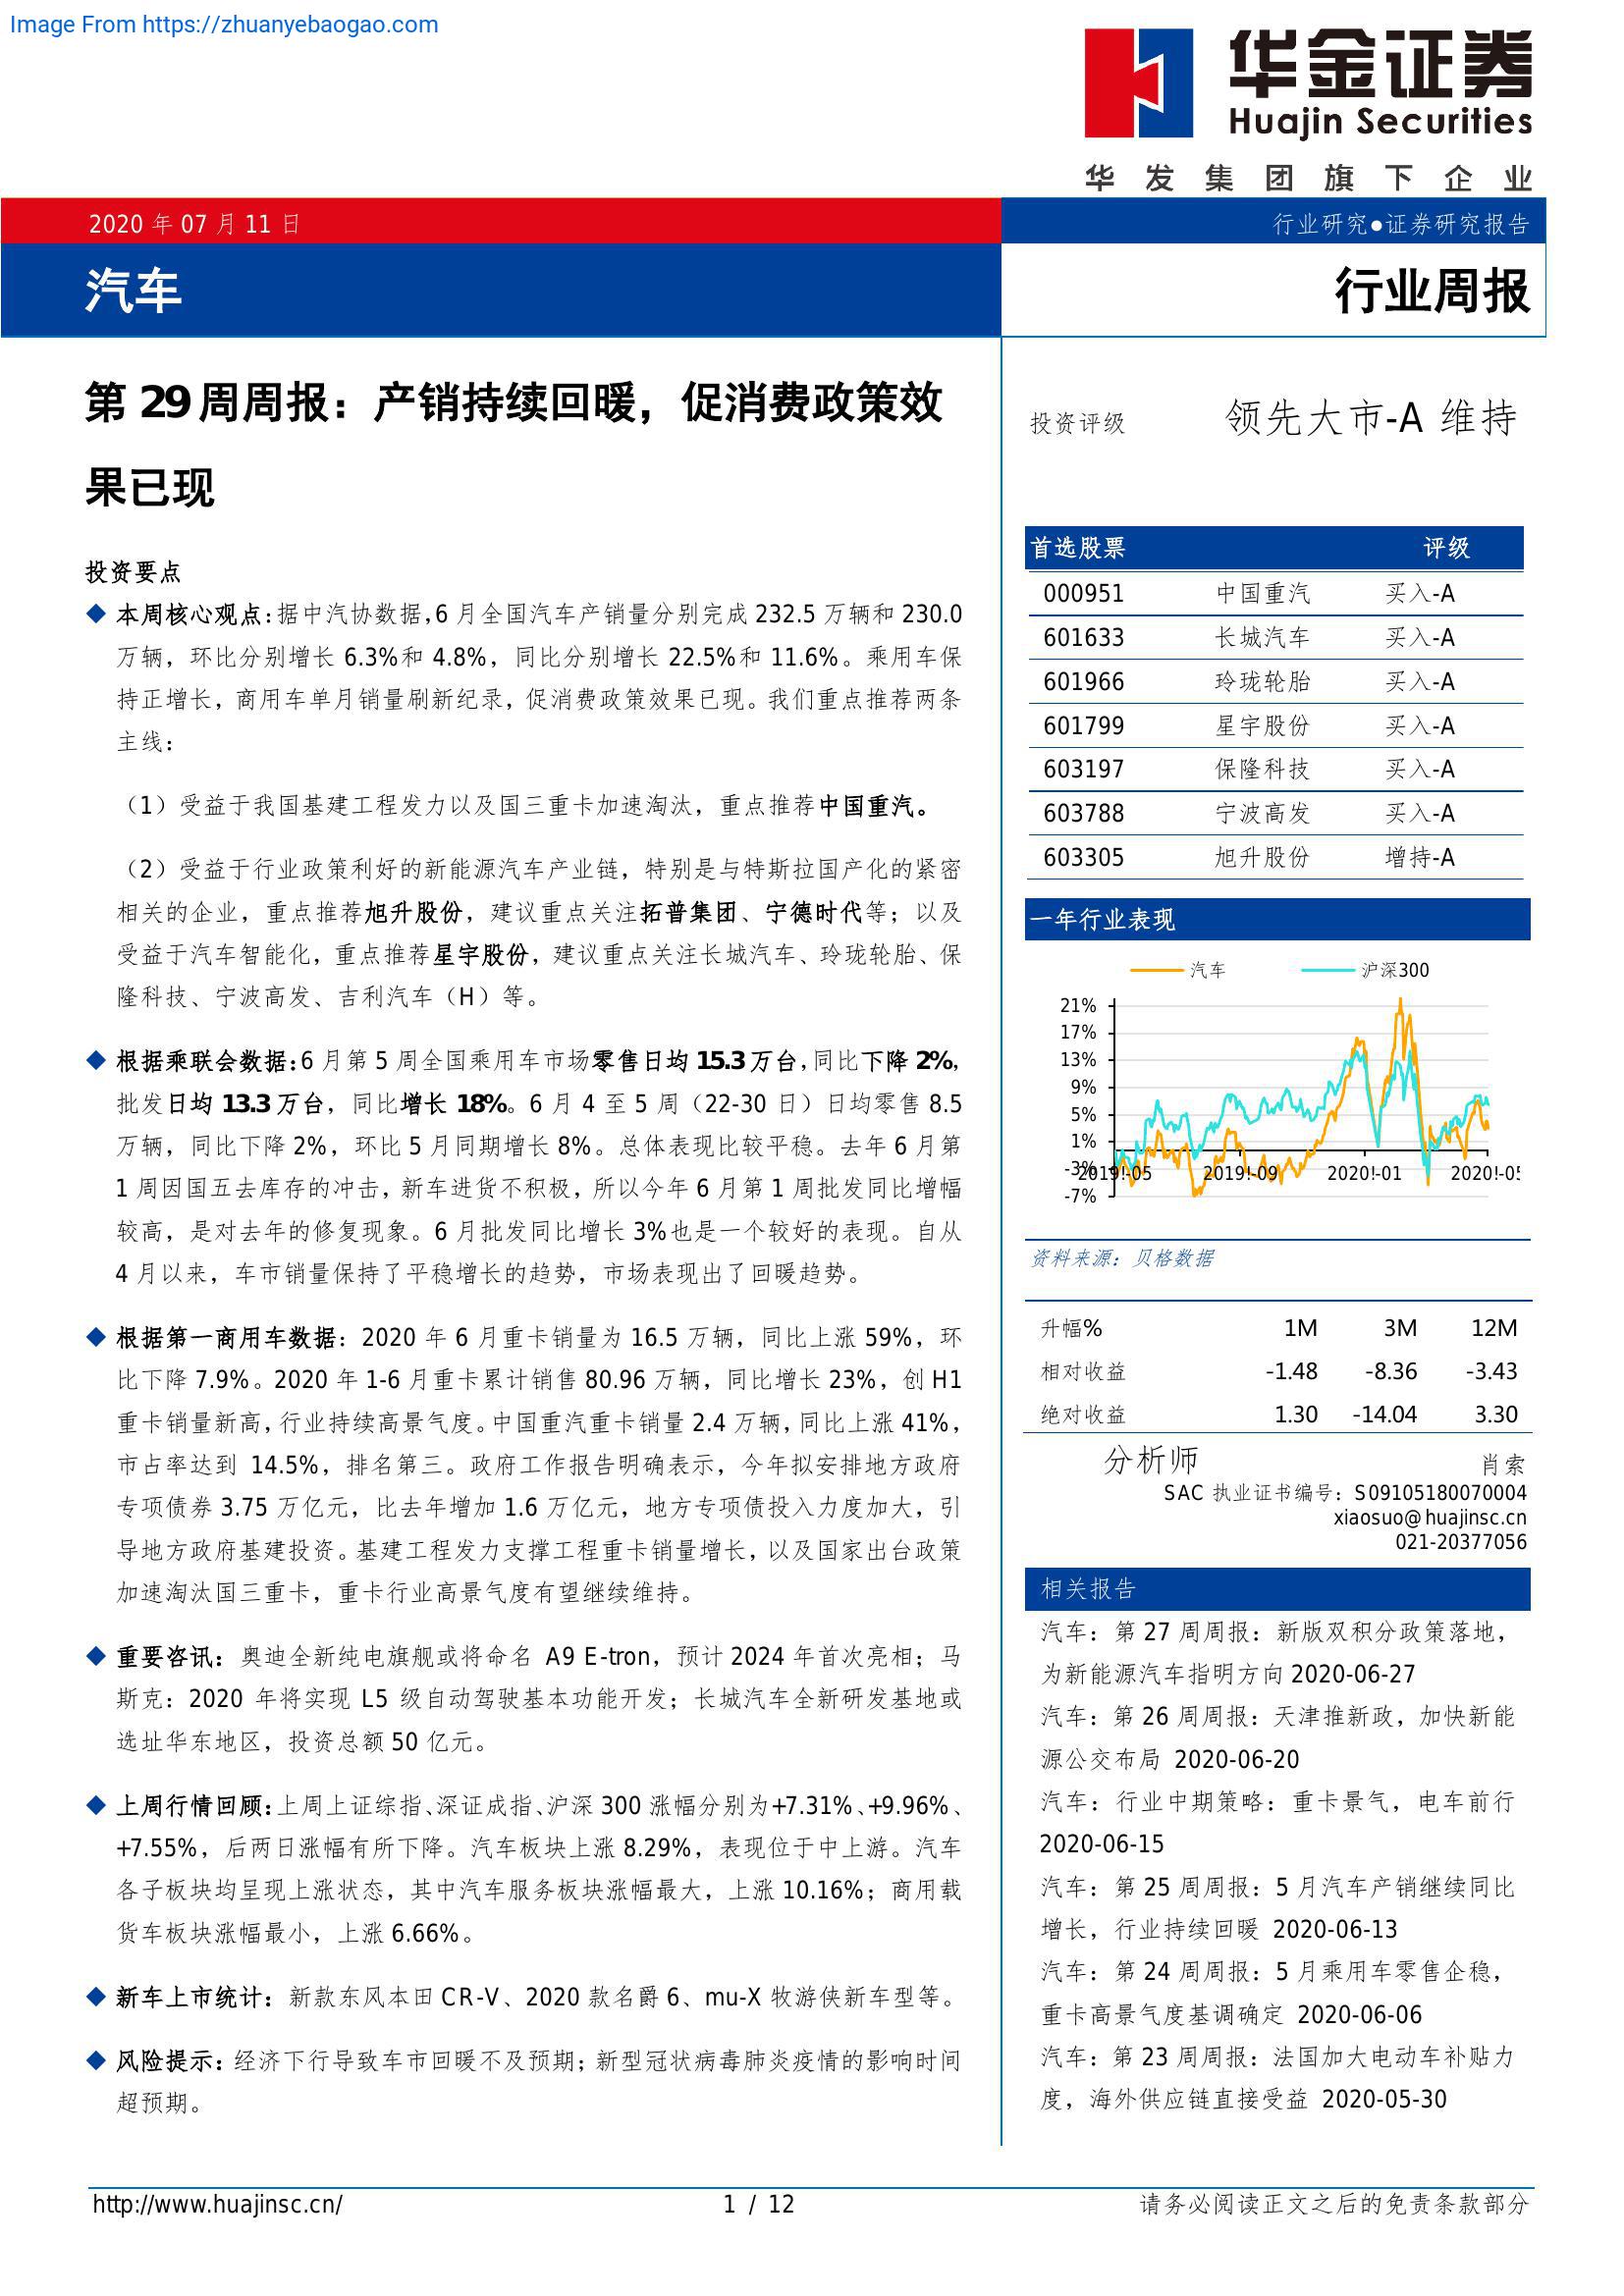 Image From https://zhuanyebaogao.com
华金证券
Huajin Securities
华发集团旗下企业
2020 年 07 月 11 日
行业研究●证券研究报告
汽车
行业周报
第 29 周周报：产销持续回暖，促消费政策效
果已现
投资要点
◆ 本周核心观点：据中汽协数据，6 月全国汽车产销量分别完成 232.5 万辆和 230.0
万辆，环比分别增长 6.3%和 4.8%，同比分别增长 22.5%和 11.6%。乘用车保
持正增长，商用车单月销量刷新纪录，促消费政策效果已现。我们重点推荐两条
主线：
（1）受益于我国基建工程发力以及国三重卡加速淘汰，重点推荐中国重汽。
（2）受益于行业政策利好的新能源汽车产业链，特别是与特斯拉国产化的紧密
相关的企业，重点推荐旭升股份，建议重点关注拓普集团、宁德时代等；以及
受益于汽车智能化，重点推荐星宇股份，建议重点关注长城汽车、玲珑轮胎、保
隆科技、宁波高发、吉利汽车（H）等。
◆ 根据乘联会数据：6 月第 5 周全国乘用车市场零售日均 15.3 万台，同比下降 2%，
批发日均 13.3 万台，同比增长 18%。6 月 4 至 5 周（22-30 日）日均零售 8.5
万辆，同比下降 2%，环比 5 月同期增长 8%。总体表现比较平稳。去年 6 月第
1 周因国五去库存的冲击，新车进货不积极，所以今年 6 月第 1 周批发同比增幅
较高，是对去年的修复现象。6 月批发同比增长 3%也是一个较好的表现。自从
4 月以来，车市销量保持了平稳增长的趋势，市场表现出了回暖趋势。
◆ 根据第一商用车数据：2020 年 6 月重卡销量为 16.5 万辆，同比上涨 59%，环
比下降 7.9%。2020 年 1-6 月重卡累计销售 80.96 万辆，同比增长 23%，创 H1
重卡销量新高，行业持续高景气度。中国重汽重卡销量 2.4 万辆，同比上涨 41%，
市占率达到 14.5%，排名第三。政府工作报告明确表示，今年拟安排地方政府
专项债券 3.75 万亿元，比去年增加 1.6 万亿元，地方专项债投入力度加大，引
导地方政府基建投资。基建工程发力支撑工程重卡销量增长，以及国家出台政策
加速淘汰国三重卡，重卡行业高景气度有望继续维持。
◆ 重要咨讯：奥迪全新纯电旗舰或将命名 A9 E-tron，预计 2024 年首次亮相；马
斯克：2020 年将实现 L5 级自动驾驶基本功能开发；长城汽车全新研发基地或
选址华东地区，投资总额 50 亿元。
◆ 上周行情回顾：上周上证综指、深证成指、沪深 300 涨幅分别为+7.31%、+9.96%、
+7.55%，后两日涨幅有所下降。汽车板块上涨 8.29%，表现位于中上游。汽车
各子板块均呈现上涨状态，其中汽车服务板块涨幅最大，上涨 10.16%；商用载
货车板块涨幅最小，上涨 6.66%。
◆ 新车上市统计：新款东风本田 CR-V、2020 款名爵 6、mu-X 牧游侠新车型等。
◆ 风险提示：经济下行导致车市回暖不及预期；新型冠状病毒肺炎疫情的影响时间
超预期。
投资评级 领先大市-A 维持
首选股票 评级
000951 中国重汽 买入-A
601633 长城汽车 买入-A
601966 玲珑轮胎 买入-A
601799 星宇股份 买入-A
603197 保隆科技 买入-A
603788 宁波高发 买入-A
603305 旭升股份 增持-A
一年行业表现
汽车 沪深300
21%
17%
13%
9%
5%
1%
-3%
-7%
2019!-05 2019!-09 2020!-01 2020!-05
资料来源：贝格数据
升幅% 1M 3M 12M
相对收益 -1.48 -8.36 -3.43
绝对收益 1.30 -14.04 3.30
分析师 肖索
SAC 执业证书编号：S09105180070004
xiaosuo@huajinsc.cn
021-20377056
相关报告
汽车：第 27 周周报：新版双积分政策落地，
为新能源汽车指明方向 2020-06-27
汽车：第 26 周周报：天津推新政，加快新能
源公交布局 2020-06-20
汽车：行业中期策略：重卡景气，电车前行
2020-06-15
汽车：第 25 周周报：5 月汽车产销继续同比
增长，行业持续回暖 2020-06-13
汽车：第 24 周周报：5 月乘用车零售企稳，
重卡高景气度基调确定 2020-06-06
汽车：第 23 周周报：法国加大电动车补贴力
度，海外供应链直接受益 2020-05-30
http://www.huajinsc.cn/ 1 / 12 请务必阅读正文之后的免责条款部分